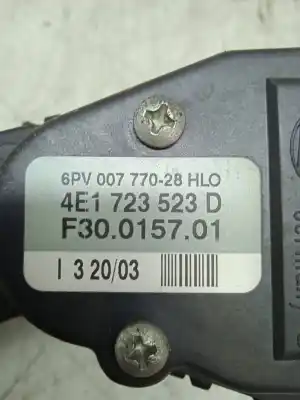 6PV 007 770-28 HLO
4E1 723 523 D
F30.0157.01
I 3 20/03